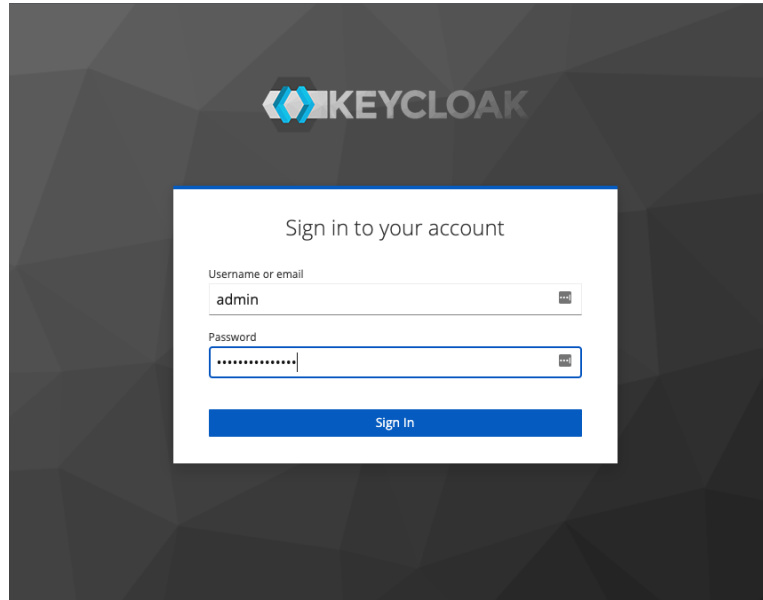 KEYCLOAK
Sign in to your account
Username or email
admin
Password
•••••••••••••••
Sign In